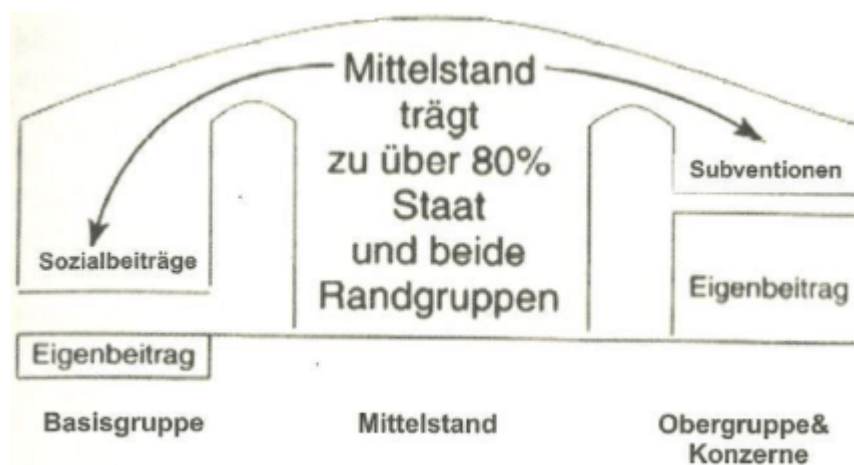 Mittelstand
trägt
zu über 80%
Staat
und beide
Randgruppen
Sozialbeiträge
Eigenbeitrag
Subventionen
Eigenbeitrag
Basisgruppe
Mittelstand
Obergruppe&
Konzerne